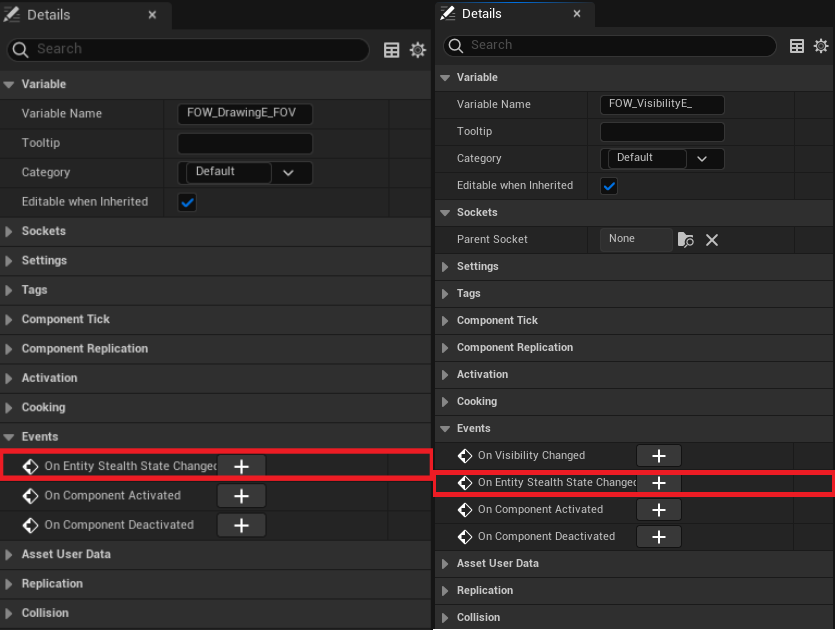 Details
Search
Variable
Variable Name FOW_DrawingE_FOV
Tooltip
Category Default
Editable when Inherited
Sockets
Settings
Tags
Component Tick
Component Replication
Activation
Cooking
Events
On Entity Stealth State Changed
On Component Activated
On Component Deactivated
Asset User Data
Replication
Collision
Details
Search
Variable
Variable Name FOW_VisibilityE_
Tooltip
Category Default
Editable when Inherited
Sockets
Parent Socket None
Settings
Tags
Component Tick
Component Replication
Activation
Cooking
Events
On Visibility Changed
On Entity Stealth State Changed
On Component Activated
On Component Deactivated
Asset User Data
Replication
Collision